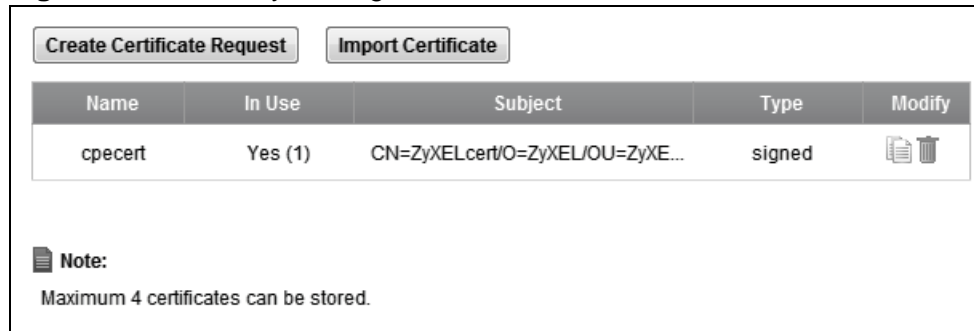 Create Certificate Request Import Certificate
Name In Use Subject Type Modify
cpecert Yes (1) CN=ZyXELcert/O=ZyXEL/OU=ZyXE... signed
Note:
Maximum 4 certificates can be stored.